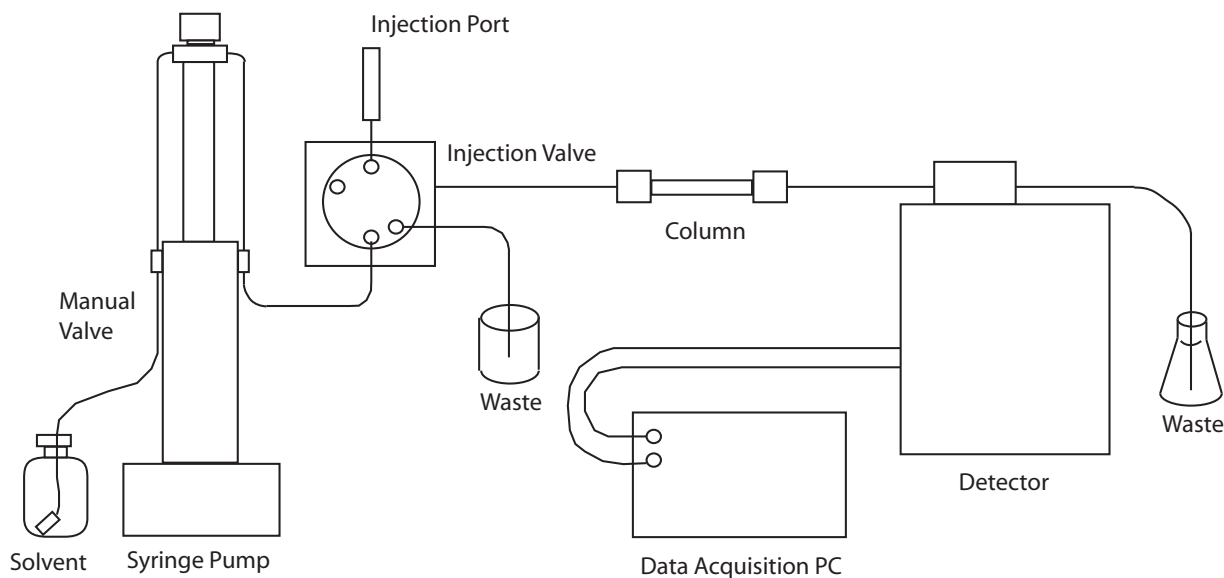 Injection Port
Injection Valve
Column
Manual
Valve
Waste
Waste
Detector
Solvent
Syringe Pump
Data Acquisition PC